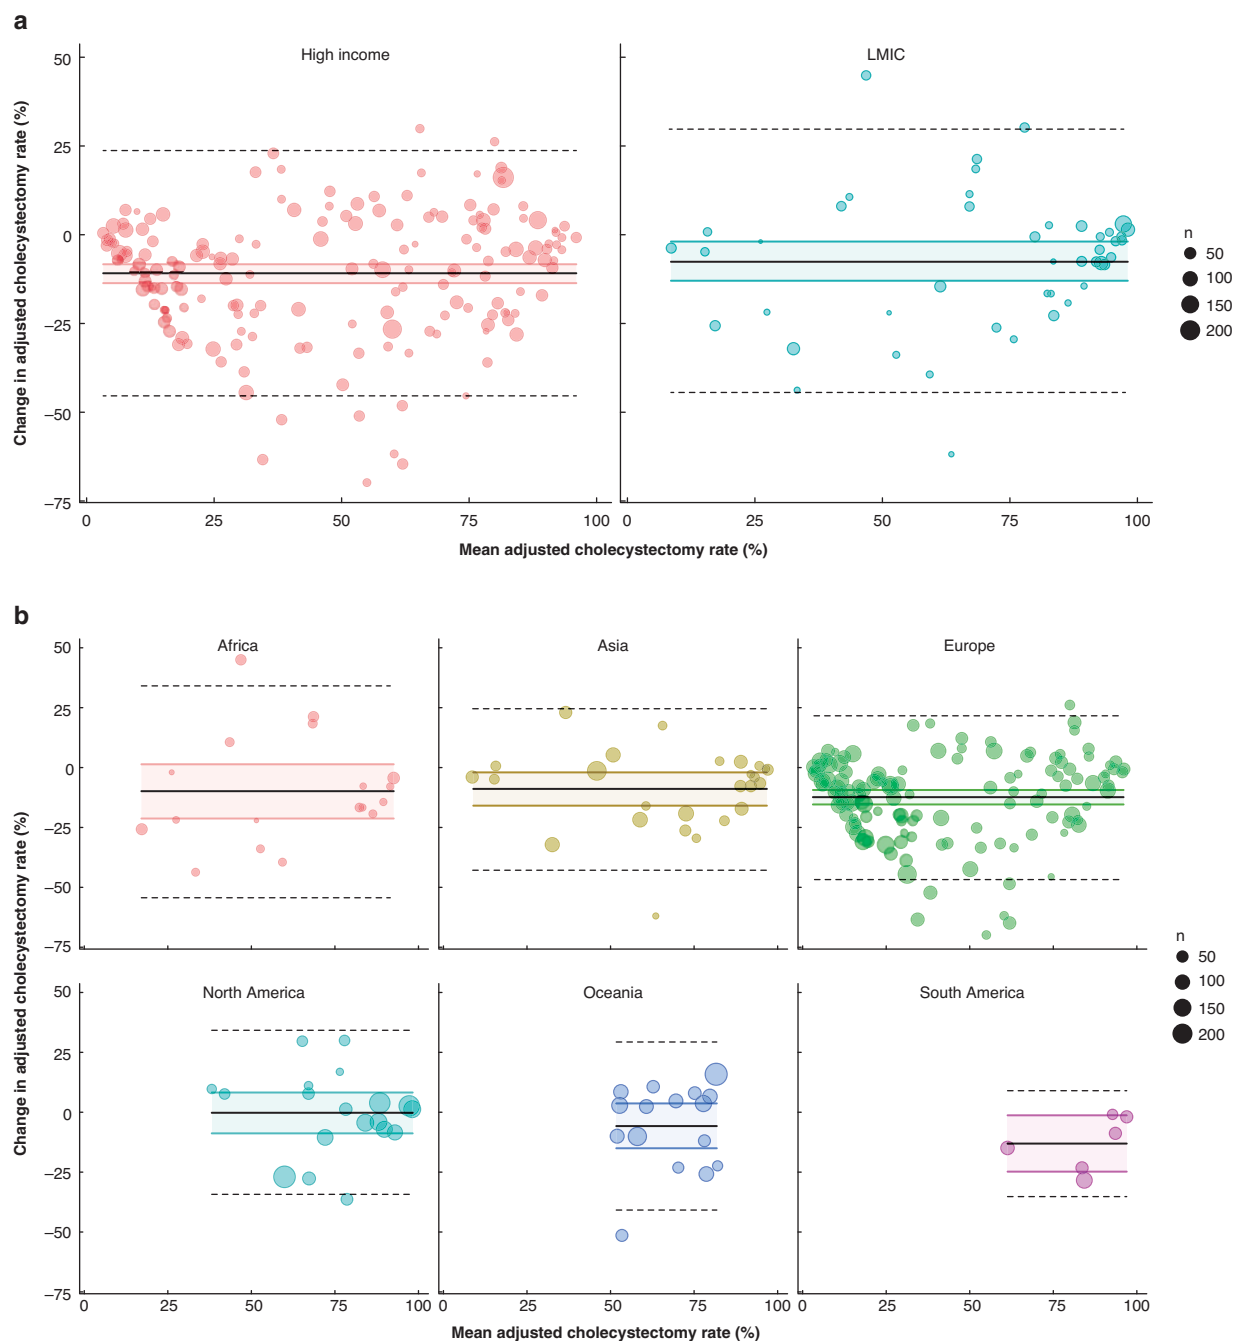 a
High income
LMIC
50
25
0
−25
−50
−75
Change in adjusted cholecystectomy rate (%)
0 25 50 75 100
0 25 50 75 100
Mean adjusted cholecystectomy rate (%)
n
50
100
150
200
b
Africa
Asia
Europe
50
25
0
−25
−50
−75
North America
Oceania
South America
50
25
0
−25
−50
−75
Change in adjusted cholecystectomy rate (%)
0 25 50 75 100
0 25 50 75 100
0 25 50 75 100
Mean adjusted cholecystectomy rate (%)
n
50
100
150
200